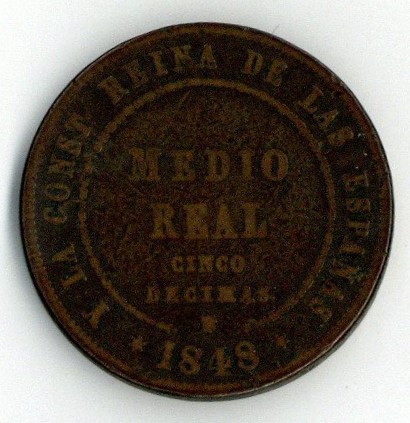 Y LA CONST REINA DE LAS ESPAÑAS
MEDIO
REAL
CINCO
DECIMAS
1848